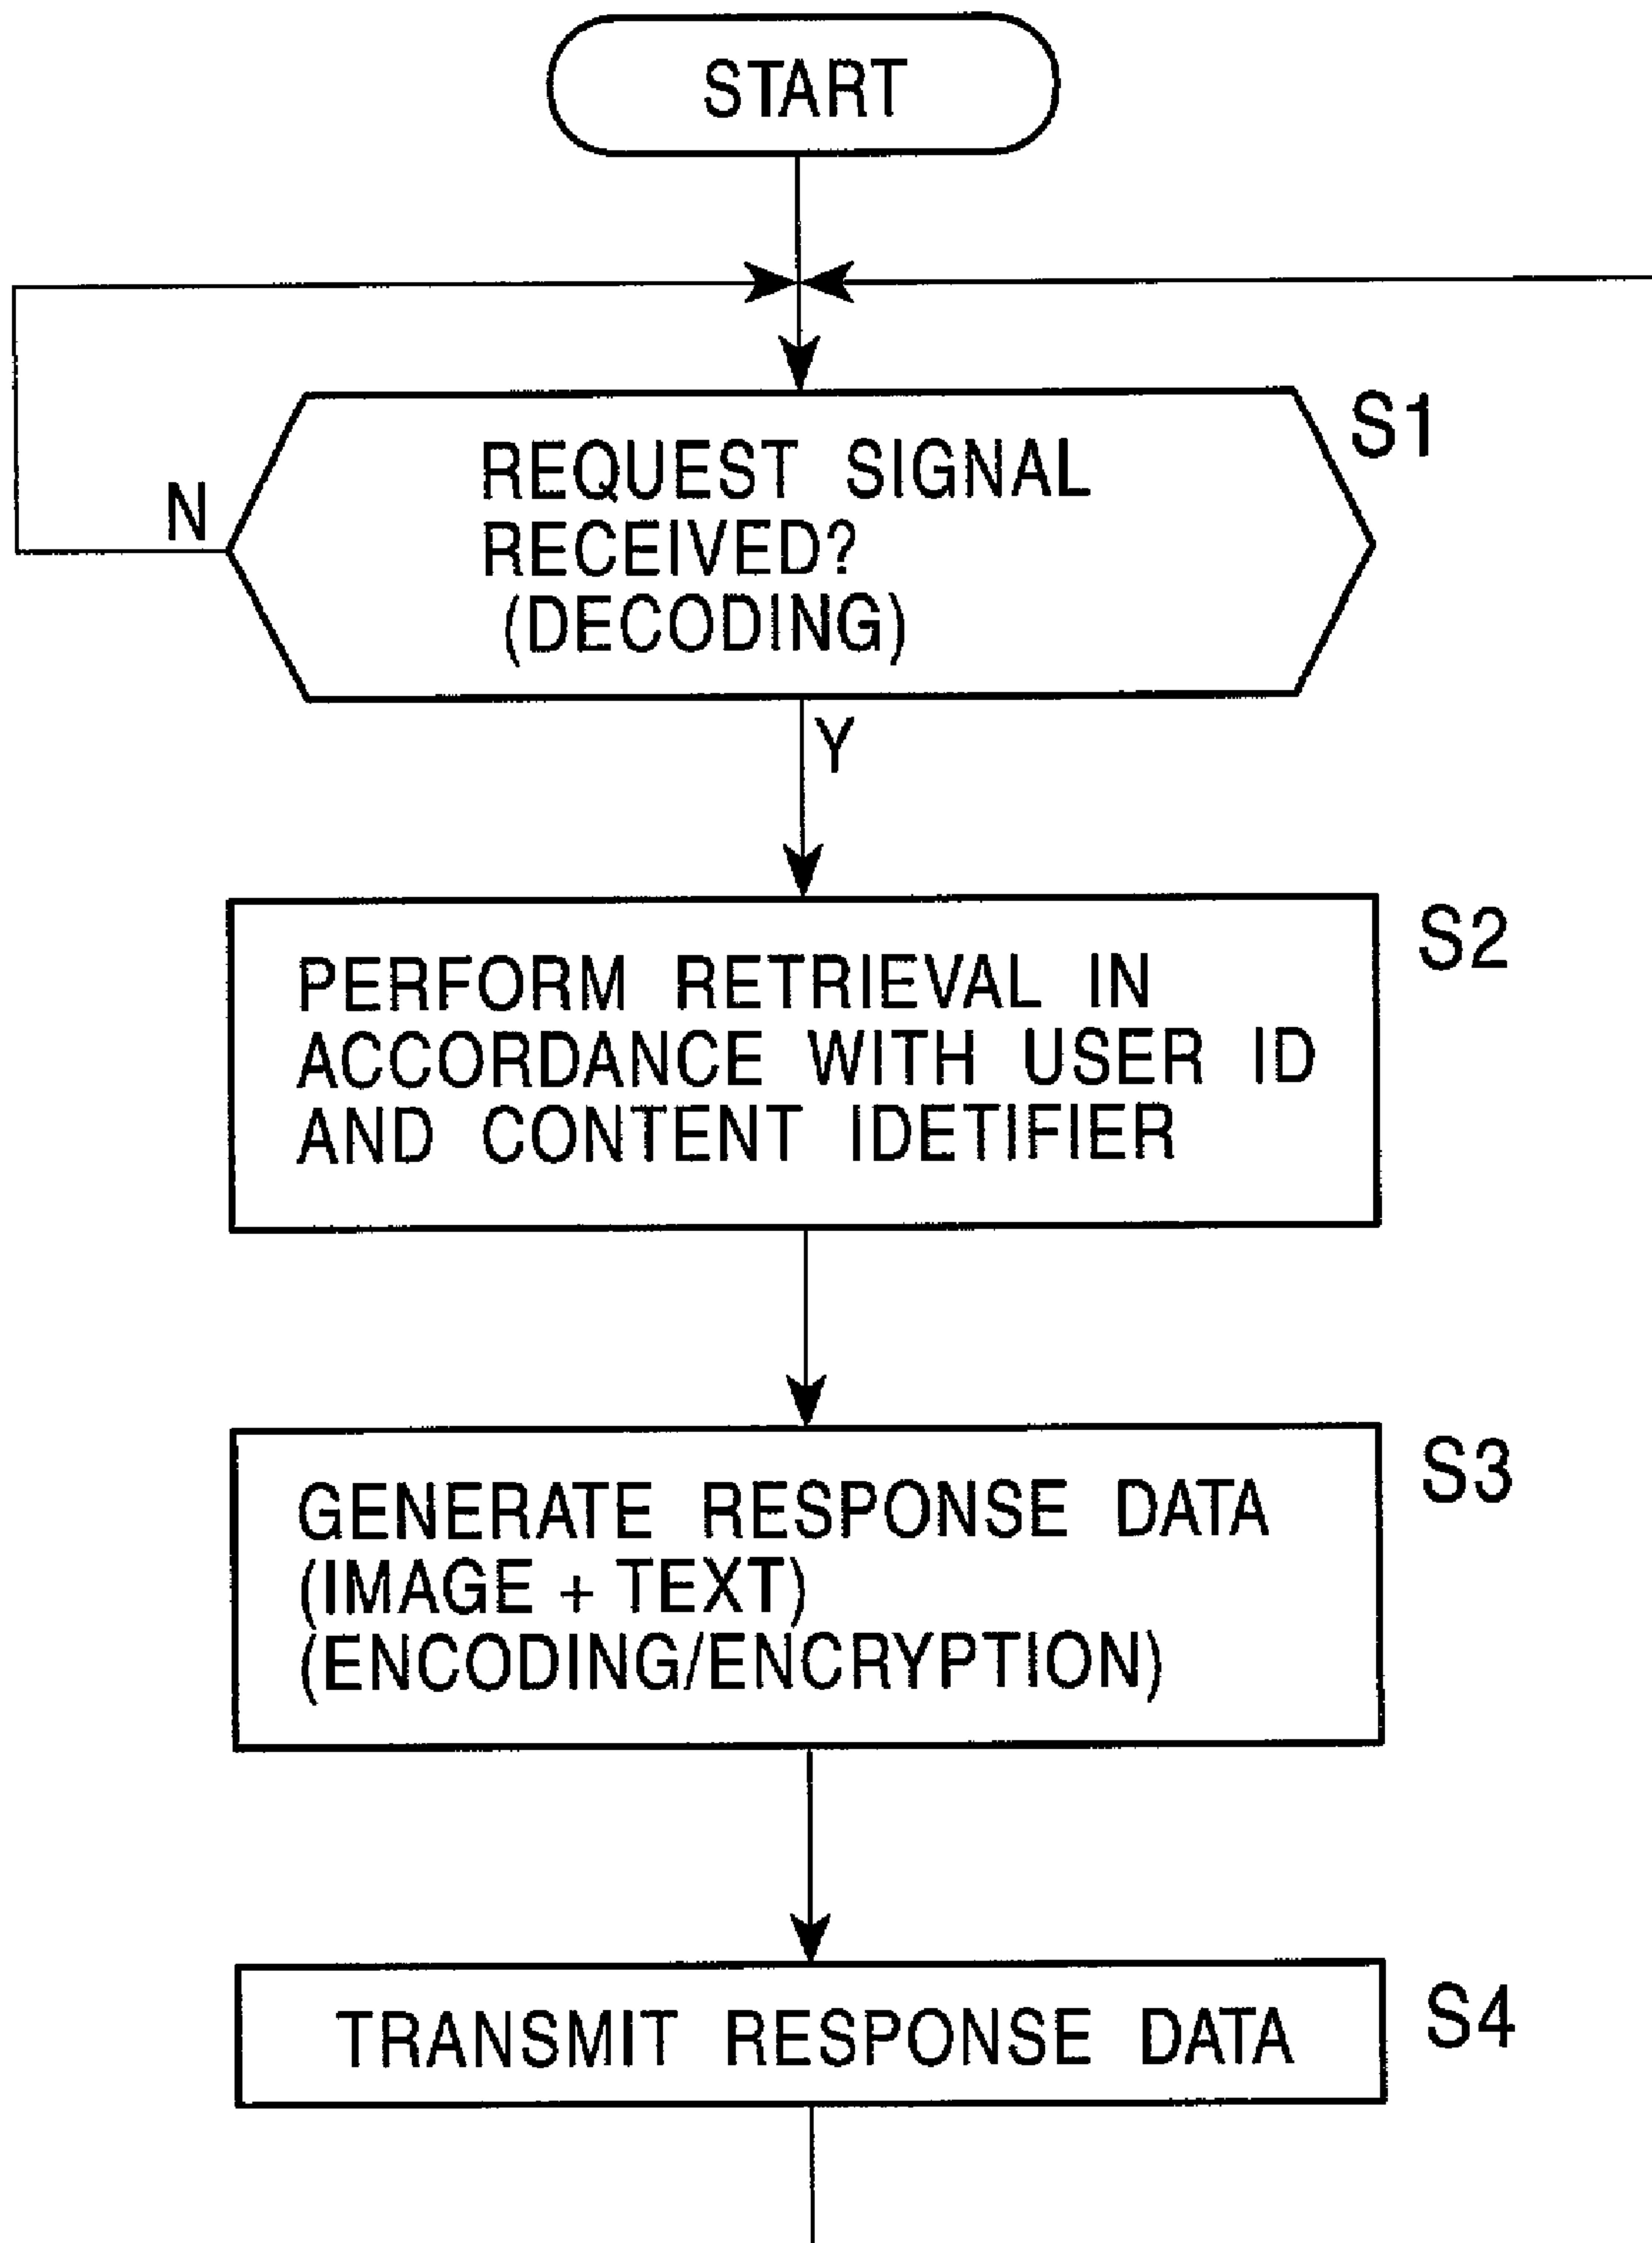 START
S1
REQUEST SIGNAL
RECEIVED?
(DECODING)
N
Y
S2
PERFORM RETRIEVAL IN
ACCORDANCE WITH USER ID
AND CONTENT IDETIFIER
S3
GENERATE RESPONSE DATA
(IMAGE + TEXT)
(ENCODING/ENCRYPTION)
S4
TRANSMIT RESPONSE DATA